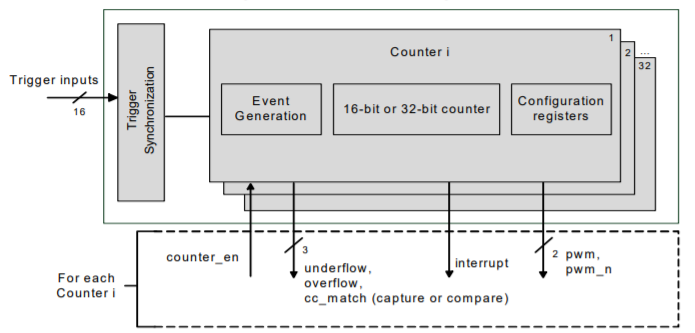 1
Counter i
2
...
32
Trigger inputs
16
Trigger
Synchronization
Event
Generation
16-bit or 32-bit counter
Configuration
registers
counter_en
3
underflow,
overflow,
cc_match (capture or compare)
interrupt
2
pwm,
pwm_n
For each
Counter i